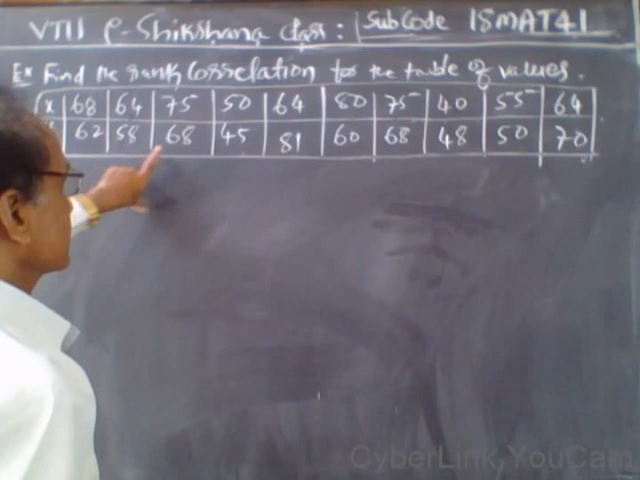 VTU e-Shikshana class: Sub Code 18MAT41
Ex Find the rank Correlation for the table of values.
x 68 64 75 50 64 80 75 40 55 64
62 58 68 45 81 60 68 48 50 70
CyberLink YouCam